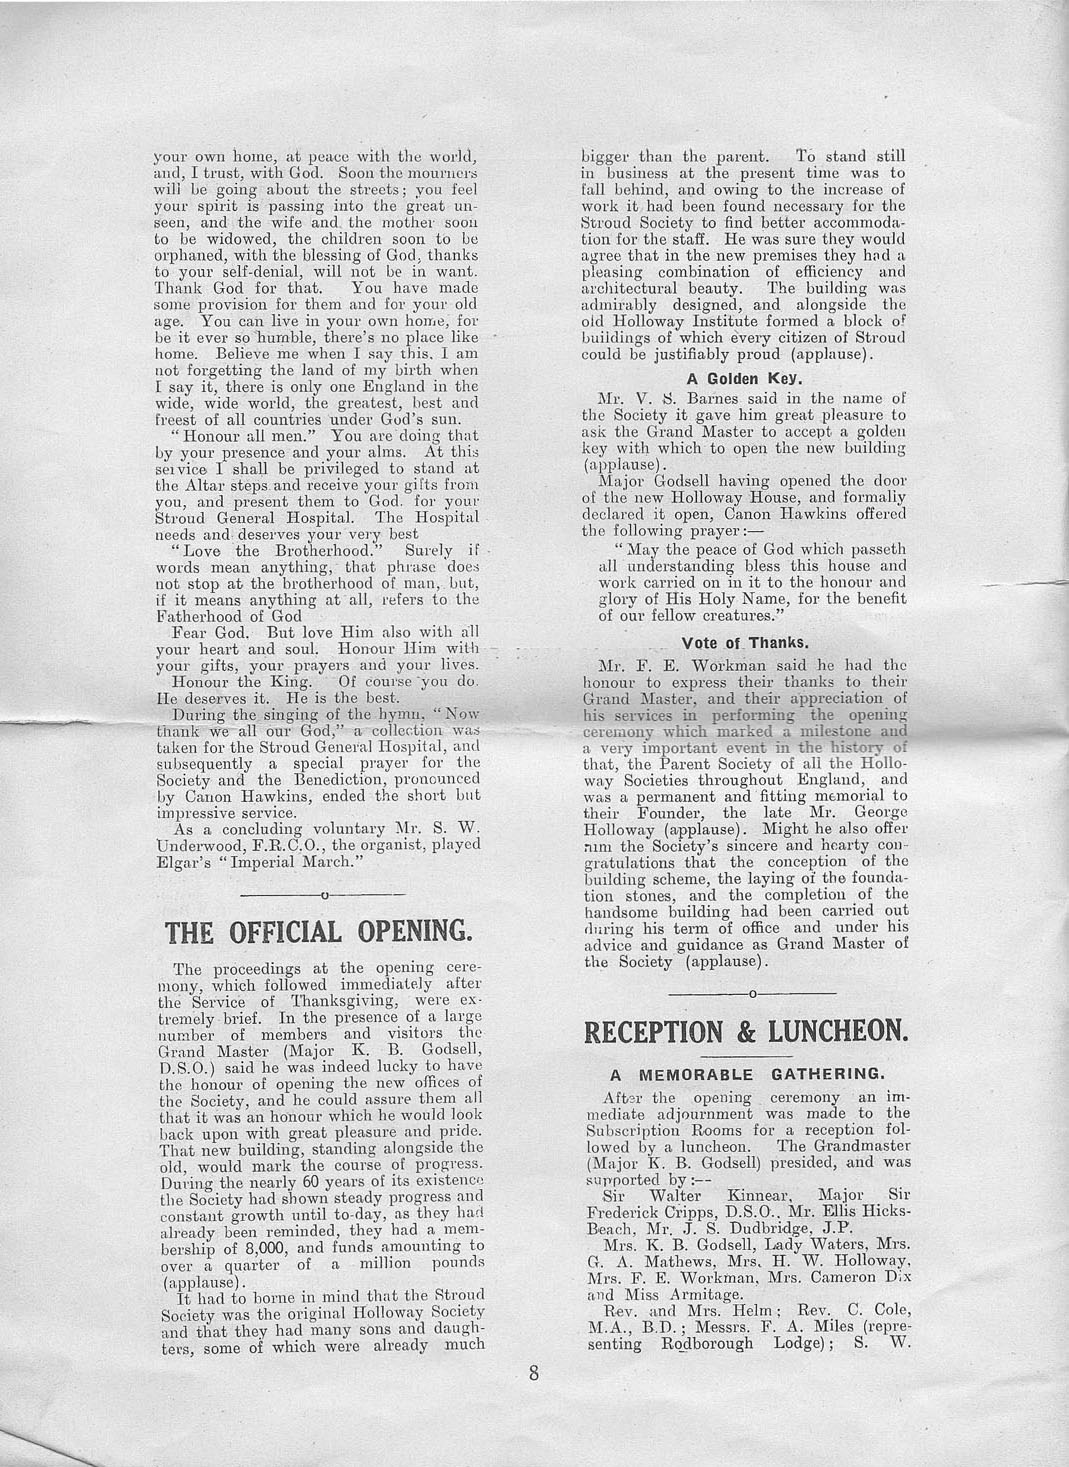 your own home, at peace with the world,
and, I trust, with God. Soon the mourners
will be going about the streets; you feel
your spirit is passing into the great un-
seen, and the wife and the mother soon
to be widowed, the children soon to be
orphaned, with the blessing of God, thanks
to your self-denial, will not be in want.
Thank God for that. You have made
some provision for them and for your old
age. You can live in your own home, for
be it ever so humble, there's no place like
home. Believe me when I say this, I am
not forgetting the land of my birth when
I say it, there is only one England in the
wide, wide world, the greatest, best and
freest of all countries under God's sun.
"Honour all men." You are doing that
by your presence and your alms. At this
service I shall be privileged to stand at
the Altar steps and receive your gifts from
you, and present them to God. for your
Stroud General Hospital. The Hospital
needs and deserves your very best
"Love the Brotherhood." Surely if
words mean anything, that phrase does
not stop at the brotherhood of man, but,
if it means anything at all, refers to the
Fatherhood of God
Fear God. But love Him also with all
your heart and soul. Honour Him with
your gifts, your prayers and your lives.
Honour the King. Of course you do.
He deserves it. He is the best.
During the singing of the hymn, "Now
thank we all our God," a collection was
taken for the Stroud General Hospital, and
subsequently a special prayer for the
Society and the Benediction, pronounced
by Canon Hawkins, ended the short but
impressive service.
As a concluding voluntary Mr. S. W.
Underwood, F.R.C.O., the organist, played
Elgar's "Imperial March."
THE OFFICIAL OPENING.
The proceedings at the opening cere-
mony, which followed immediately after
the Service of Thanksgiving, were ex-
tremely brief. In the presence of a large
number of members and visitors the
Grand Master (Major K. B. Godsell,
D.S.O.) said he was indeed lucky to have
the honour of opening the new offices of
the Society, and he could assure them all
that it was an honour which he would look
back upon with great pleasure and pride.
That new building, standing alongside the
old, would mark the course of progress.
During the nearly 60 years of its existence
the Society had shown steady progress and
constant growth until to-day, as they had
already been reminded, they had a mem-
bership of 8,000, and funds amounting to
over a quarter of a million pounds
(applause).
It had to borne in mind that the Stroud
Society was the original Holloway Society
and that they had many sons and daugh-
ters, some of which were already much
bigger than the parent. To stand still
in business at the present time was to
fall behind, and owing to the increase of
work it had been found necessary for the
Stroud Society to find better accommoda-
tion for the staff. He was sure they would
agree that in the new premises they had a
pleasing combination of efficiency and
architectural beauty. The building was
admirably designed, and alongside the
old Holloway Institute formed a block of
buildings of which every citizen of Stroud
could be justifiably proud (applause).
A Golden Key.
Mr. V. S. Barnes said in the name of
the Society it gave him great pleasure to
ask the Grand Master to accept a golden
key with which to open the new building
(applause).
Major Godsell having opened the door
of the new Holloway House, and formally
declared it open, Canon Hawkins offered
the following prayer:—
"May the peace of God which passeth
all understanding bless this house and
work carried on in it to the honour and
glory of His Holy Name, for the benefit
of our fellow creatures."
Vote of Thanks.
Mr. F. E. Workman said he had the
honour to express their thanks to their
Grand Master, and their appreciation of
his services in performing the opening
ceremony which marked a milestone and
a very important event in the history of
that, the Parent Society of all the Hollo-
way Societies throughout England, and
was a permanent and fitting memorial to
their Founder, the late Mr. George
Holloway (applause). Might he also offer
him the Society's sincere and hearty con-
gratulations that the conception of the
building scheme, the laying of the founda-
tion stones, and the completion of the
handsome building had been carried out
during his term of office and under his
advice and guidance as Grand Master of
the Society (applause).
RECEPTION & LUNCHEON.
A MEMORABLE GATHERING.
After the opening ceremony an im-
mediate adjournment was made to the
Subscription Rooms for a reception fol-
lowed by a luncheon. The Grandmaster
(Major K. B. Godsell) presided, and was
supported by:—
Sir Walter Kinnear, Major Sir
Frederick Cripps, D.S.O., Mr. Ellis Hicks-
Beach, Mr. J. S. Dudbridge, J.P.
Mrs. K. B. Godsell, Lady Waters, Mrs.
G. A. Mathews, Mrs. H. W. Holloway,
Mrs. F. E. Workman, Mrs. Cameron Dix
and Miss Armitage.
Rev. and Mrs. Helm; Rev. C. Cole,
M.A., B.D.; Messrs. F. A. Miles (repre-
senting Rodborough Lodge); S. W.
8